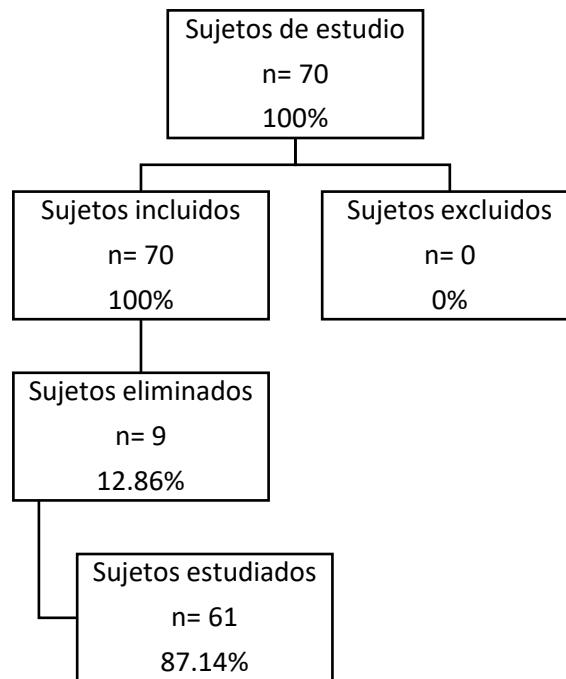 Sujetos de estudio
n= 70
100%
Sujetos incluidos
n= 70
100%
Sujetos excluidos
n= 0
0%
Sujetos eliminados
n= 9
12.86%
Sujetos estudiados
n= 61
87.14%